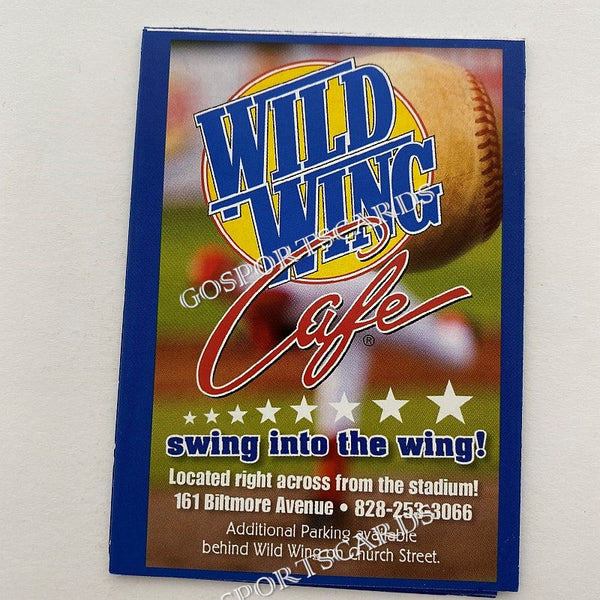 WILD
WING
Cafe®
swing into the wing!
Located right across from the stadium!
161 Biltmore Avenue • 828-253-3066
Additional Parking available
behind Wild Wing on Church Street.
GOSPORTSCARDS
GOSPORTSCARDS